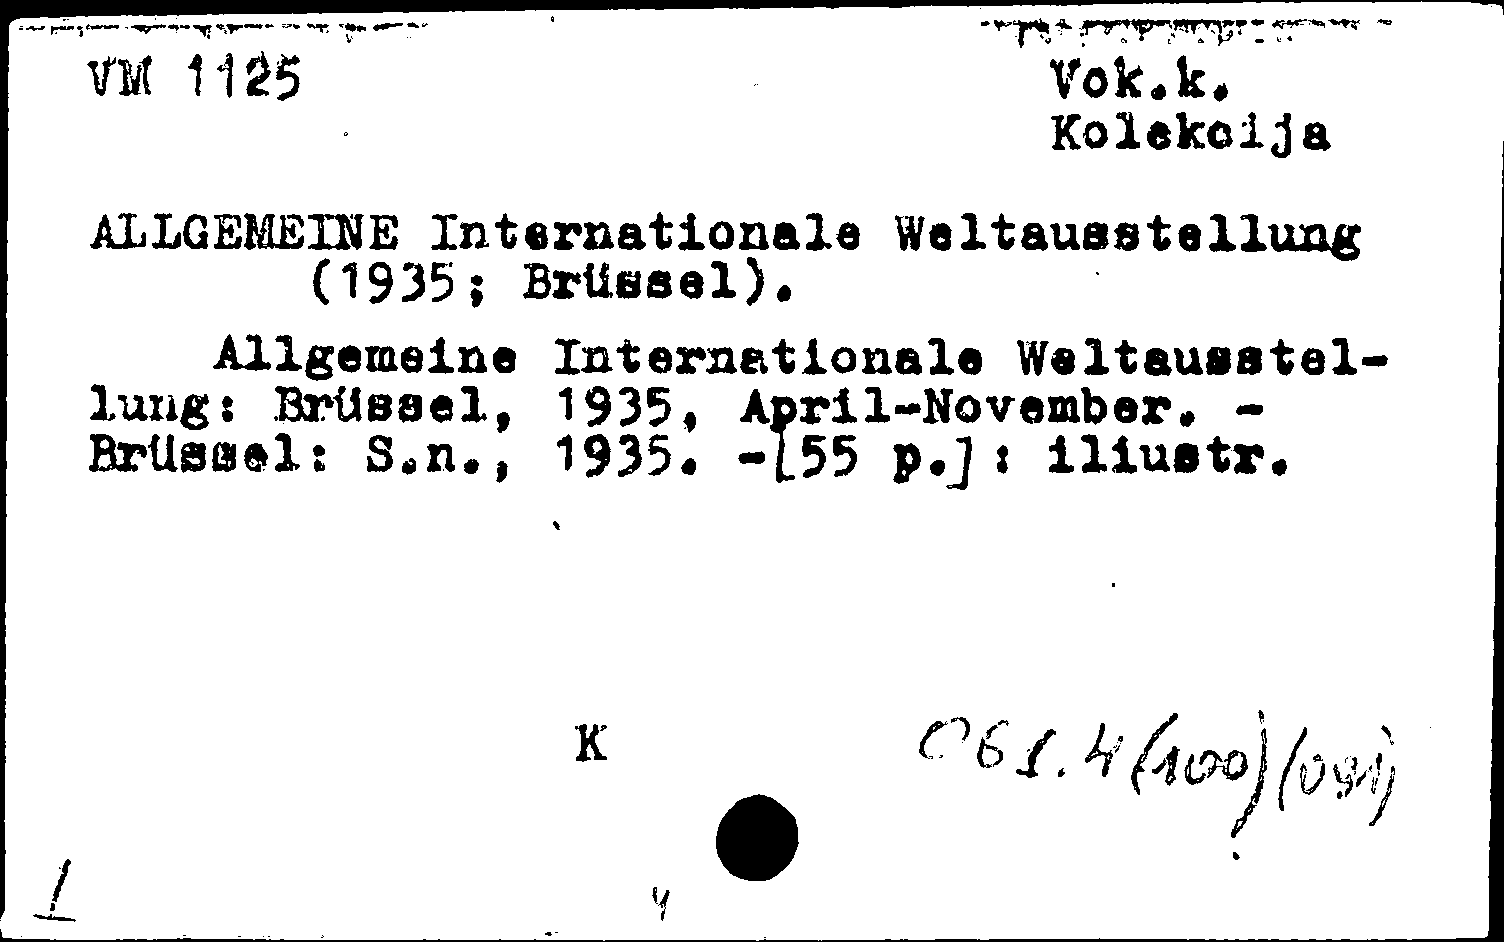 VM 1125
Vok.k.
Kolekcija
ALLGEMEINE Internationale Weltausstellung
(1935; Brüssel).
Allgemeine Internationale Weltausstel-
lung: Brüssel, 1935, April-November. -
Brüssel: S.n., 1935. -[55 p.]: iliustr.
K
061.4(100)(091)
1
4